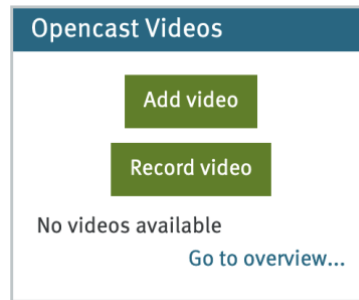 Opencast Videos
Add video
Record video
No videos available
Go to overview...